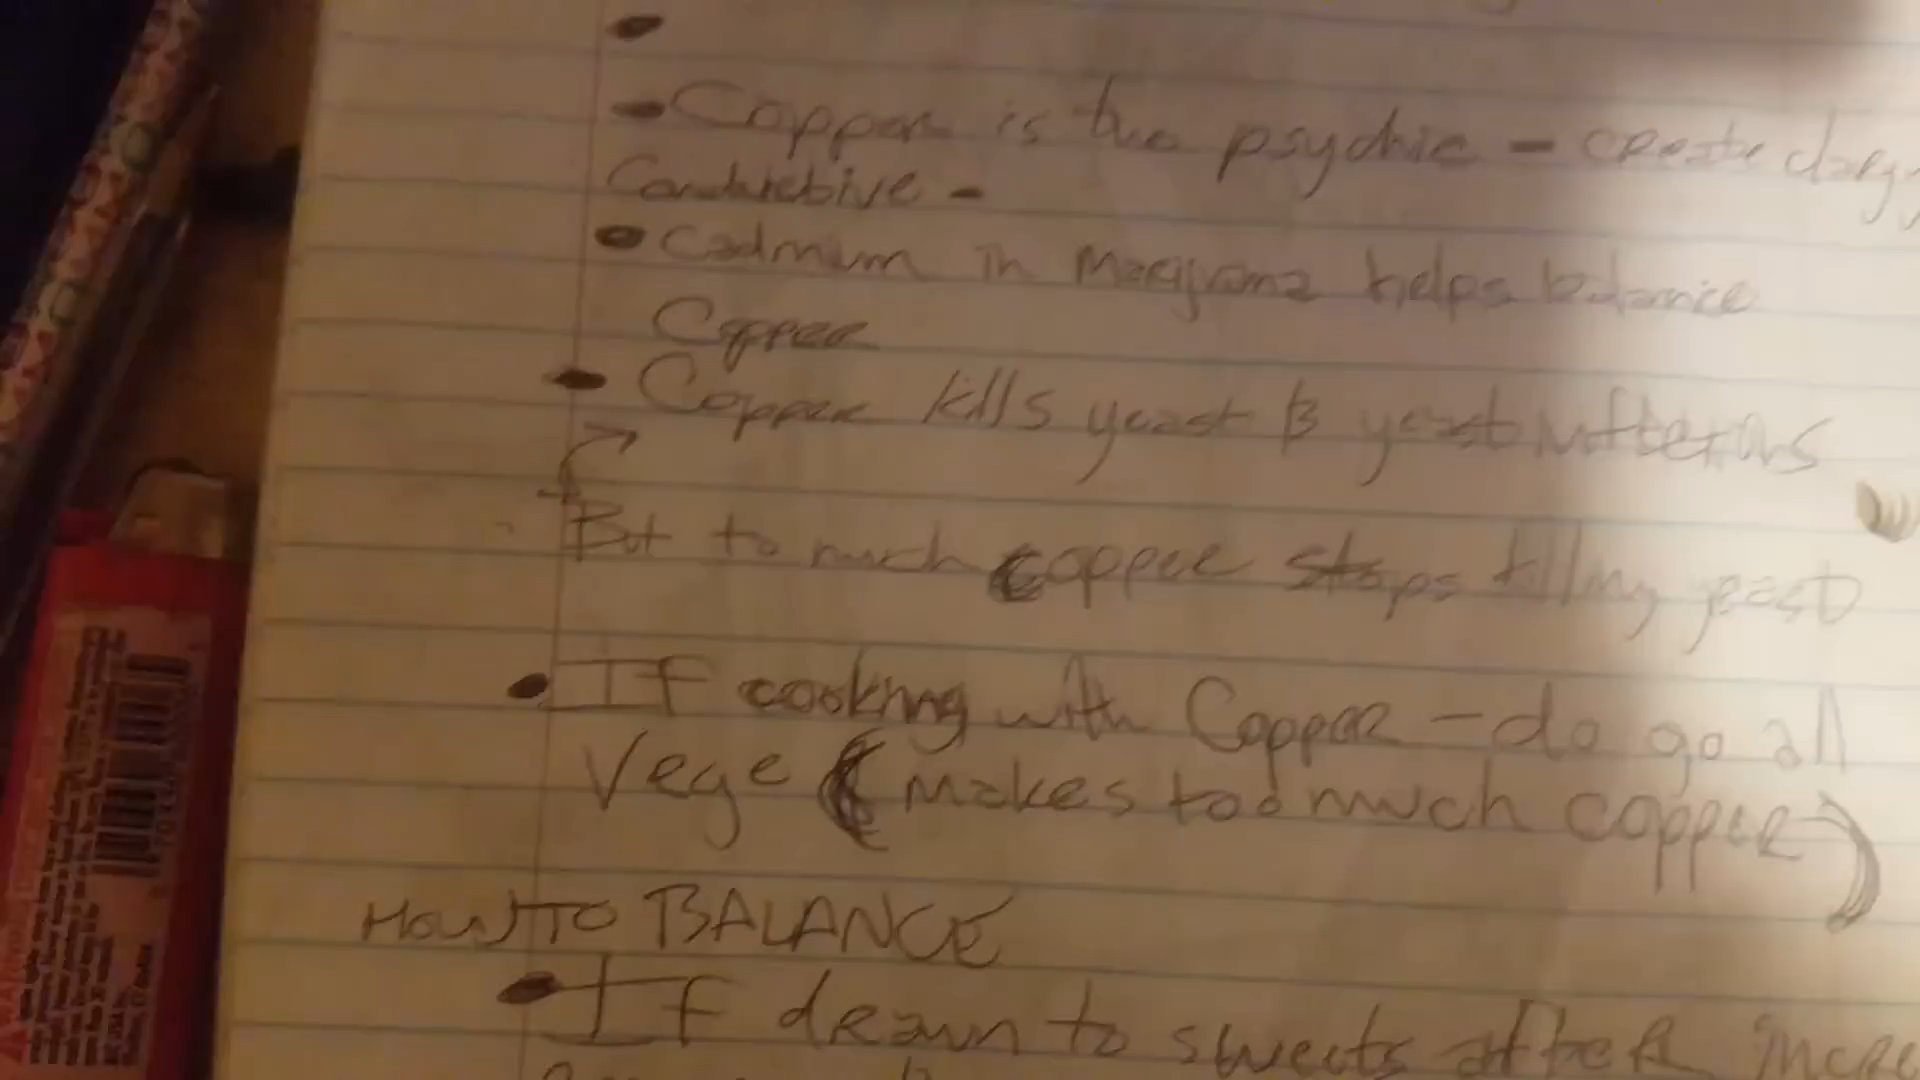 Copper is the psychic - create
Conductive -
Cadmium in Marijuana helps balance
Copper
Copper kills yeast & yeast
But to much copper stops killing yeast
If cooking with Copper - do go all
Vege (makes too much copper)
HOW TO BALANCE
If drawn to sweets after incre